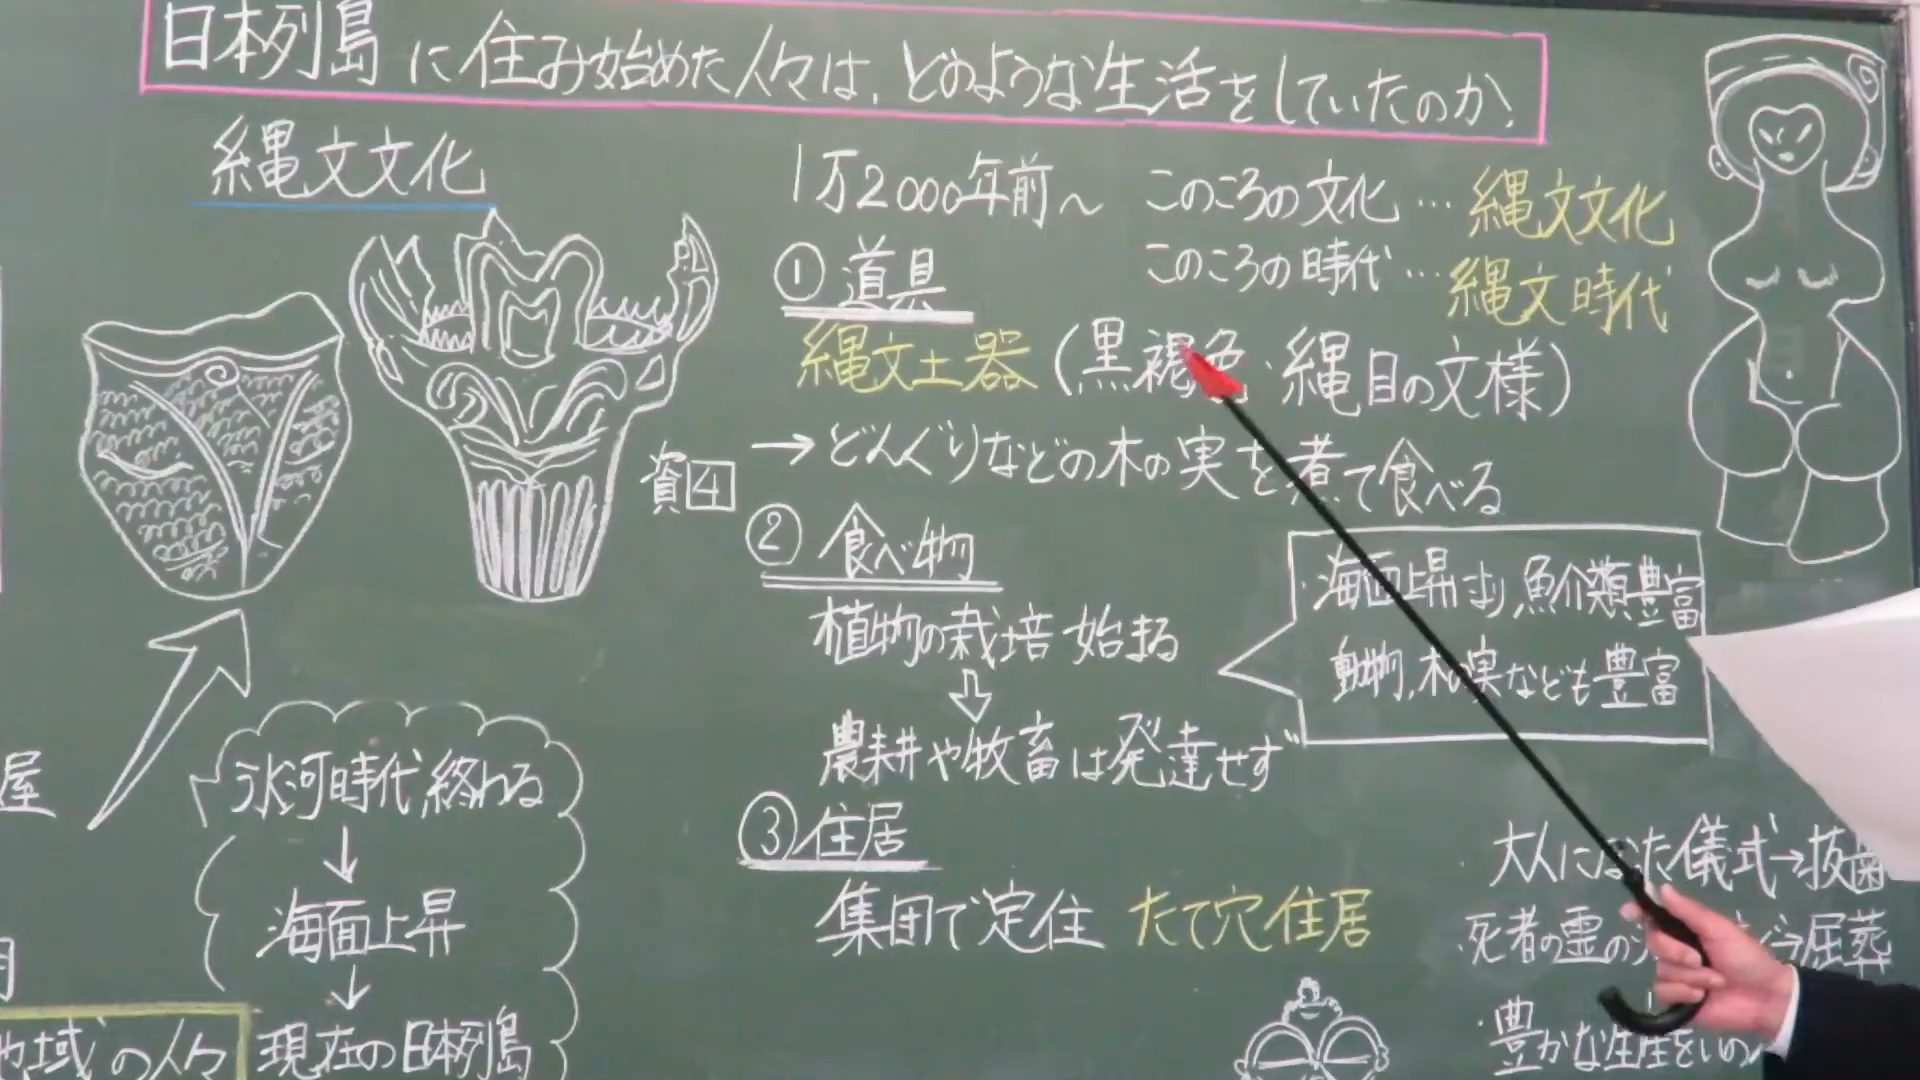 日本列島に住み始めた人々は、どのような生活をしていたのか。
縄文文化
1万2000年前〜
このころの文化…縄文文化
このころの時代…縄文時代
① 道具
縄文土器（黒褐色・縄目の文様）
→どんぐりなどの木の実を煮て食べる
資4
② 食べ物
植物の栽培始まる
⇩
農耕や牧畜は発達せず
・海面上昇より、魚介類豊富
動物、木の実なども豊富
③ 住居
集団で定住 たて穴住居
氷河時代終わる
↓
海面上昇
↓
現在の日本列島
屋
地域の人々
・大人になった儀式→抜歯
・死者の霊の
→屈葬
・豊かな生